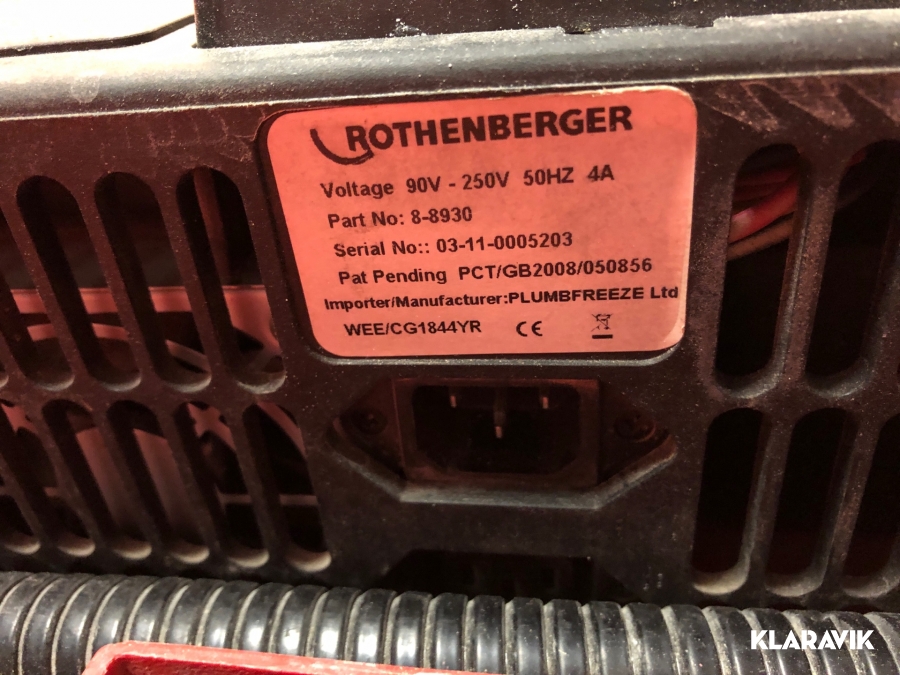 ROTHENBERGER
Voltage 90V - 250V 50HZ 4A
Part No: 8-8930
Serial No:: 03-11-0005203
Pat Pending PCT/GB2008/050856
Importer/Manufacturer:PLUMBFREEZE Ltd
WEE/CG1844YR CE
KLARAVIK